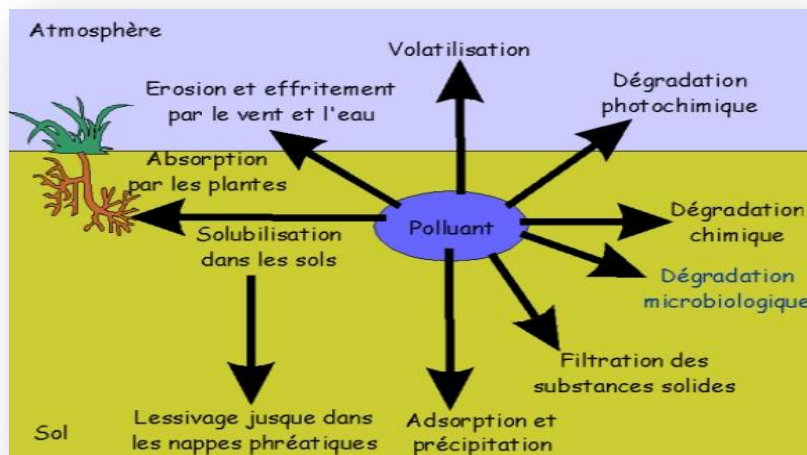 Atmosphère
Volatilisation
Dégradation
photochimique
Erosion et effritement
par le vent et l'eau
Absorption
par les plantes
Polluant
Solubilisation
dans les sols
Dégradation
chimique
Dégradation
microbiologique
Filtration des
substances solides
Lessivage jusque dans
les nappes phréatiques
Adsorption et
précipitation
Sol